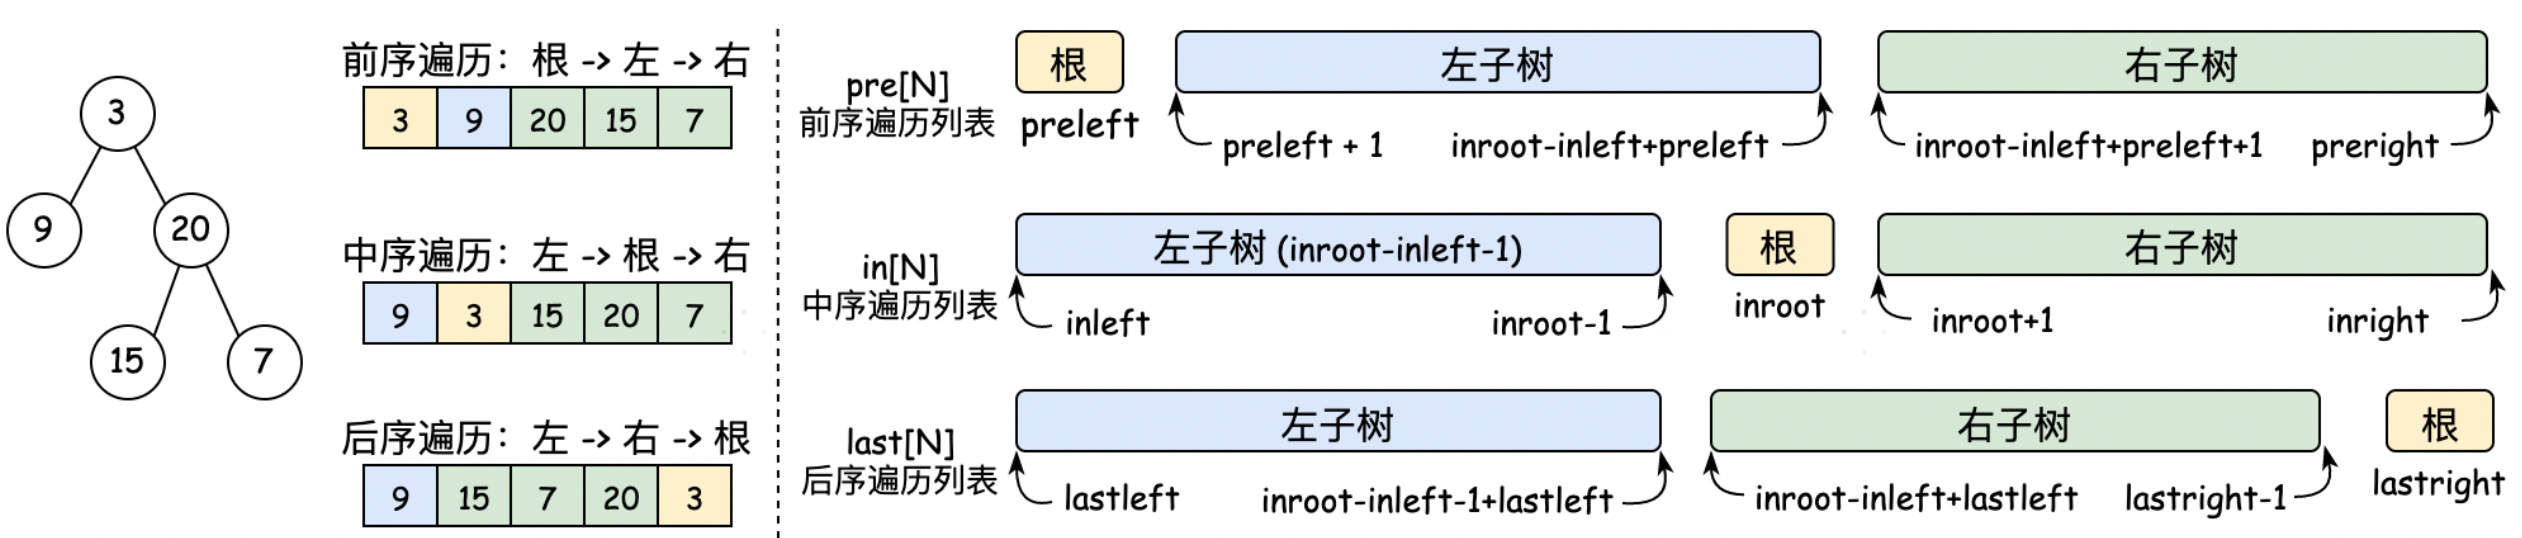 3
9
20
15
7
前序遍历：根 -> 左 -> 右
3 9 20 15 7
中序遍历：左 -> 根 -> 右
9 3 15 20 7
后序遍历：左 -> 右 -> 根
9 15 7 20 3
pre[N]
前序遍历列表
根
左子树
右子树
preleft
preleft + 1
inroot-inleft+preleft
inroot-inleft+preleft+1
preright
in[N]
中序遍历列表
左子树 (inroot-inleft-1)
根
右子树
inleft
inroot-1
inroot
inroot+1
inright
last[N]
后序遍历列表
左子树
右子树
根
lastleft
inroot-inleft-1+lastleft
inroot-inleft+lastleft
lastright-1
lastright